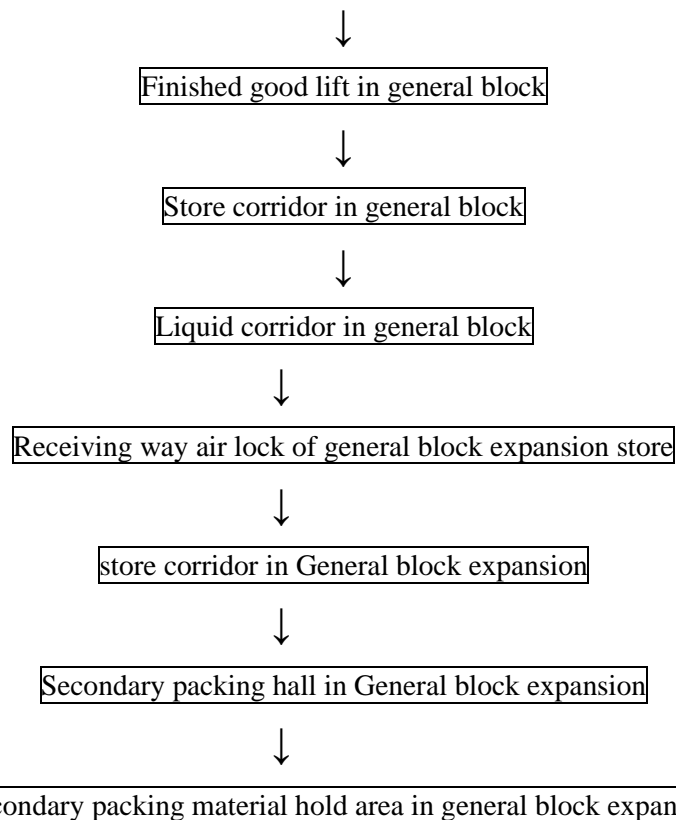 ↓
Finished good lift in general block
↓
Store corridor in general block
↓
Liquid corridor in general block
↓
Receiving way air lock of general block expansion store
↓
store corridor in General block expansion
↓
Secondary packing hall in General block expansion
↓
packing material hold area in general block